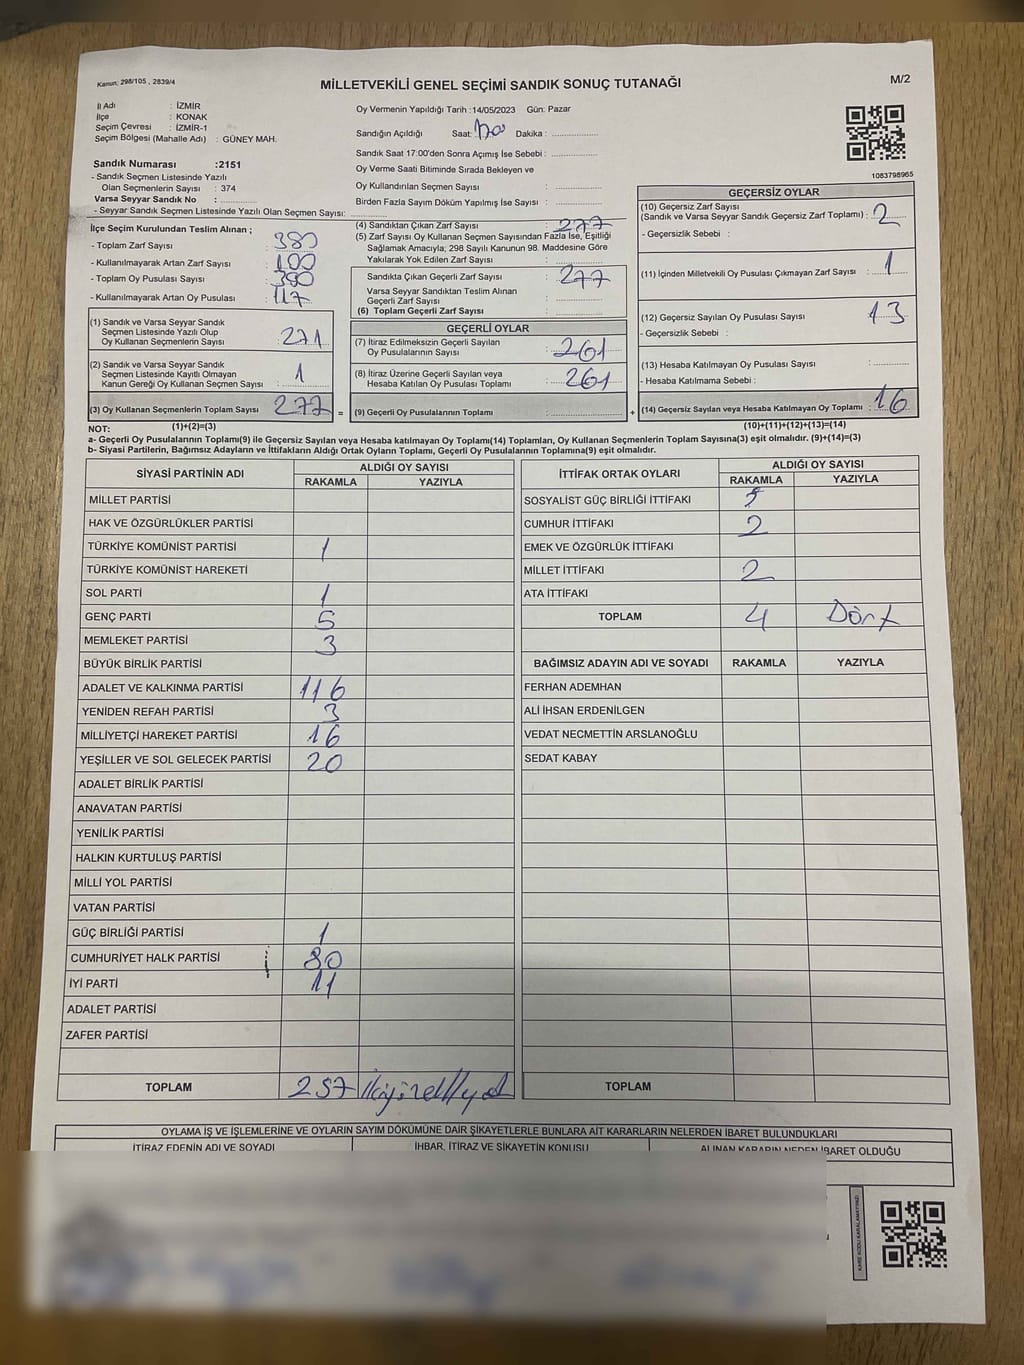 Kanun: 298/105 , 2839/4
MİLLETVEKİLİ GENEL SEÇİMİ SANDIK SONUÇ TUTANAĞI
M/2
İl Adı : İZMİR
İlçe : KONAK
Seçim Çevresi : İZMİR-1
Seçim Bölgesi (Mahalle Adı) : GÜNEY MAH.
Sandık Numarası :2151
- Sandık Seçmen Listesinde Yazılı
Olan Seçmenlerin Sayısı : 374
Varsa Seyyar Sandık No :
- Seyyar Sandık Seçmen Listesinde Yazılı Olan Seçmen Sayısı:
Oy Vermenin Yapıldığı Tarih :14/05/2023 Gün: Pazar
Sandığın Açıldığı Saat: Dakika :
Sandık Saat 17:00'den Sonra Açımış İse Sebebi :
Oy Verme Saati Bitiminde Sırada Bekleyen ve
Oy Kullandırılan Seçmen Sayısı :
Birden Fazla Sayım Döküm Yapılmış İse Sayısı :
1083798965
İlçe Seçim Kurulundan Teslim Alınan ;
- Toplam Zarf Sayısı : 380
- Kullanılmayarak Artan Zarf Sayısı : 100
- Toplam Oy Pusulası Sayısı : 380
- Kullanılmayarak Artan Oy Pusulası : 117
(1) Sandık ve Varsa Seyyar Sandık
Seçmen Listesinde Yazılı Olup
Oy Kullanan Seçmenlerin Sayısı : 271
(2) Sandık ve Varsa Seyyar Sandık
Seçmen Listesinde Kayıtlı Olmayan
Kanun Gereği Oy Kullanan Seçmen Sayısı : 1
(3) Oy Kullanan Seçmenlerin Toplam Sayısı : 277 =
(4) Sandıktan Çıkan Zarf Sayısı : 277
(5) Zarf Sayısı Oy Kullanan Seçmen Sayısından Fazla İse, Eşitliği
Sağlamak Amacıyla; 298 Sayılı Kanunun 98. Maddesine Göre
Yakılarak Yok Edilen Zarf Sayısı :
Sandıkta Çıkan Geçerli Zarf Sayısı : 277
Varsa Seyyar Sandıktan Teslim Alınan
Geçerli Zarf Sayısı :
(6) Toplam Geçerli Zarf Sayısı :
GEÇERLİ OYLAR
(7) İtiraz Edilmeksizin Geçerli Sayılan
Oy Pusulalarının Sayısı : 261
(8) İtiraz Üzerine Geçerli Sayılan veya
Hesaba Katılan Oy Pusulası Toplamı : 261
(9) Geçerli Oy Pusulalarının Toplamı : +
GEÇERSİZ OYLAR
(10) Geçersiz Zarf Sayısı
(Sandık ve Varsa Seyyar Sandık Geçersiz Zarf Toplamı) : 2
- Geçersizlik Sebebi :
(11) İçinden Milletvekili Oy Pusulası Çıkmayan Zarf Sayısı : 1
(12) Geçersiz Sayılan Oy Pusulası Sayısı : 13
- Geçersizlik Sebebi :
(13) Hesaba Katılmayan Oy Pusulası Sayısı :
- Hesaba Katılmama Sebebi :
(14) Geçersiz Sayılan veya Hesaba Katılmayan Oy Toplamı : 16
NOT: (1)+(2)=(3) (10)+(11)+(12)+(13)=(14)
a- Geçerli Oy Pusulalarının Toplamı(9) ile Geçersiz Sayılan veya Hesaba katılmayan Oy Toplamı(14) Toplamları, Oy Kullanan Seçmenlerin Toplam Sayısına(3) eşit olmalıdır. (9)+(14)=(3)
b- Siyasi Partilerin, Bağımsız Adayların ve İttifakların Aldığı Ortak Oyların Toplamı, Geçerli Oy Pusulalarının Toplamına(9) eşit olmalıdır.
SİYASİ PARTİNİN ADI ALDIĞI OY SAYISI
RAKAMLA YAZIYLA
MİLLET PARTİSİ
HAK VE ÖZGÜRLÜKLER PARTİSİ
TÜRKİYE KOMÜNİST PARTİSİ 1
TÜRKİYE KOMÜNİST HAREKETİ
SOL PARTİ 1
GENÇ PARTİ 5
MEMLEKET PARTİSİ 3
BÜYÜK BİRLİK PARTİSİ
ADALET VE KALKINMA PARTİSİ 116
YENİDEN REFAH PARTİSİ 3
MİLLİYETÇİ HAREKET PARTİSİ 16
YEŞİLLER VE SOL GELECEK PARTİSİ 20
ADALET BİRLİK PARTİSİ
ANAVATAN PARTİSİ
YENİLİK PARTİSİ
HALKIN KURTULUŞ PARTİSİ
MİLLİ YOL PARTİSİ
VATAN PARTİSİ
GÜÇ BİRLİĞİ PARTİSİ 1
CUMHURİYET HALK PARTİSİ 80
İYİ PARTİ 11
ADALET PARTİSİ
ZAFER PARTİSİ
TOPLAM 257
İTTİFAK ORTAK OYLARI ALDIĞI OY SAYISI
RAKAMLA YAZIYLA
SOSYALİST GÜÇ BİRLİĞİ İTTİFAKI
CUMHUR İTTİFAKI 2
EMEK VE ÖZGÜRLÜK İTTİFAKI
MİLLET İTTİFAKI 2
ATA İTTİFAKI
TOPLAM 4 Dört
BAĞIMSIZ ADAYIN ADI VE SOYADI RAKAMLA YAZIYLA
FERHAN ADEMHAN
ALİ İHSAN ERDENİLGEN
VEDAT NECMETTİN ARSLANOĞLU
SEDAT KABAY
TOPLAM
OYLAMA İŞ VE İŞLEMLERİNE VE OYLARIN SAYIM DÖKÜMÜNE DAİR ŞİKAYETLERLE BUNLARA AİT KARARLARIN NELERDEN İBARET BULUNDUKLARI
İTİRAZ EDENİN ADI VE SOYADI İHBAR, İTİRAZ VE ŞİKAYETİN KONUSU ALINAN KARARIN NEDEN İBARET OLDUĞU
KARE KODU KARALAMAYINIZ